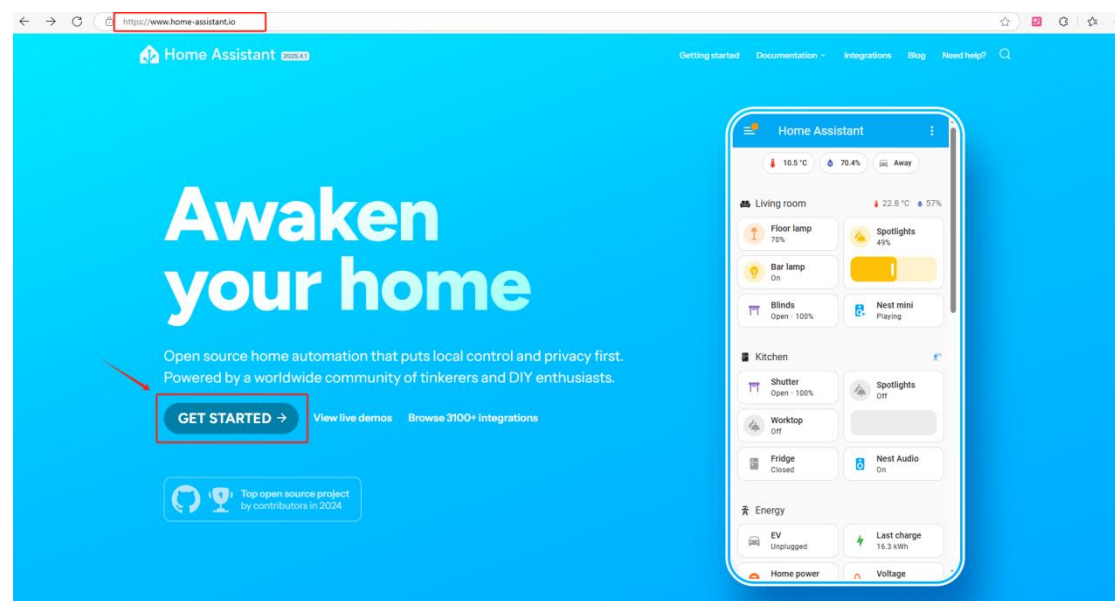 https://www.home-assistant.io
Home Assistant 2025.4.1
Getting started Documentation Integrations Blog Need help?
Awaken
your home
Open source home automation that puts local control and privacy first.
Powered by a worldwide community of tinkerers and DIY enthusiasts.
GET STARTED → View live demos Browse 3100+ integrations
Top open source project
by contributors in 2024
1
Home Assistant
10.5 °C 70.4% Away
Living room 22.8 °C 57%
Floor lamp
70%
Spotlights
49%
Bar lamp
On
Blinds
Open · 100%
Nest mini
Playing
Kitchen
Shutter
Open · 100%
Spotlights
Off
Worktop
Off
Fridge
Closed
Nest Audio
On
Energy
EV
Unplugged
Last charge
16.3 kWh
Home power
Voltage